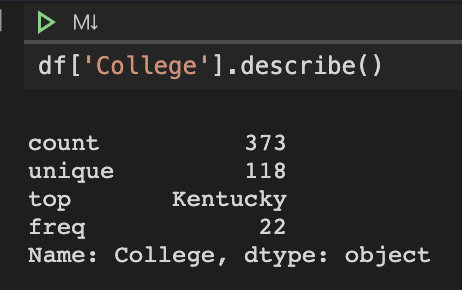 M↓
df['College'].describe()
count 373
unique 118
top Kentucky
freq 22
Name: College, dtype: object